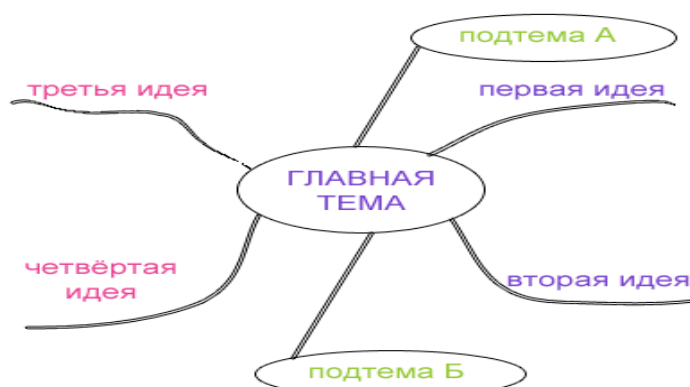 подтема А
третья идея
первая идея
ГЛАВНАЯ
ТЕМА
четвёртая
идея
вторая идея
подтема Б